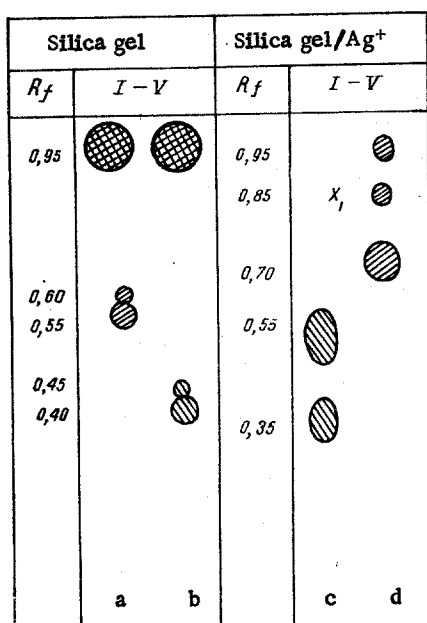 Silica gel Silica gel/Ag+
Rf I – V Rf I – V
0,95 0,95
0,85 X1
0,70
0,60
0,55 0,55
0,45
0,40 0,35
a b c d